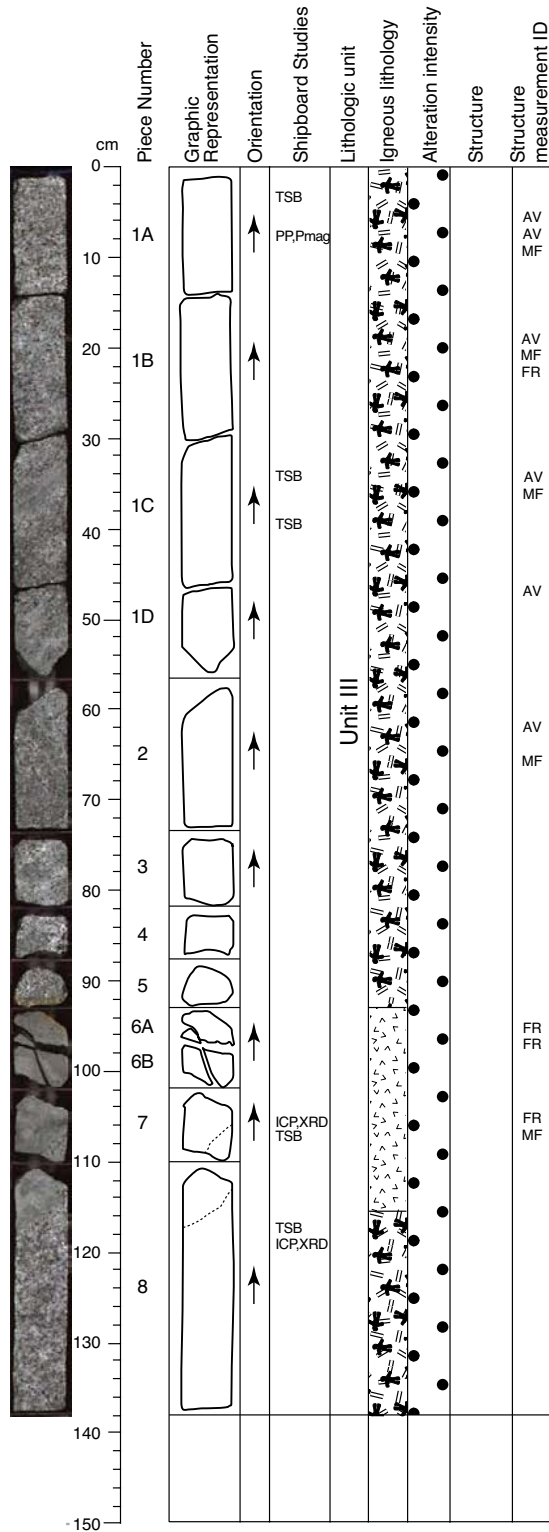 cm
Piece Number
Graphic
Representation
Orientation
Shipboard Studies
Lithologic unit
Igneous lithology
Alteration intensity
Structure
Structure
measurement ID
0
10
20
30
40
50
60
70
80
90
100
110
120
130
140
150
1A
1B
1C
1D
2
3
4
5
6A
6B
7
8
TSB
PP,Pmag
TSB
TSB
ICP,XRD
TSB
TSB
ICP,XRD
Unit III
AV
AV
MF
AV
MF
FR
AV
MF
AV
AV
MF
FR
FR
FR
MF